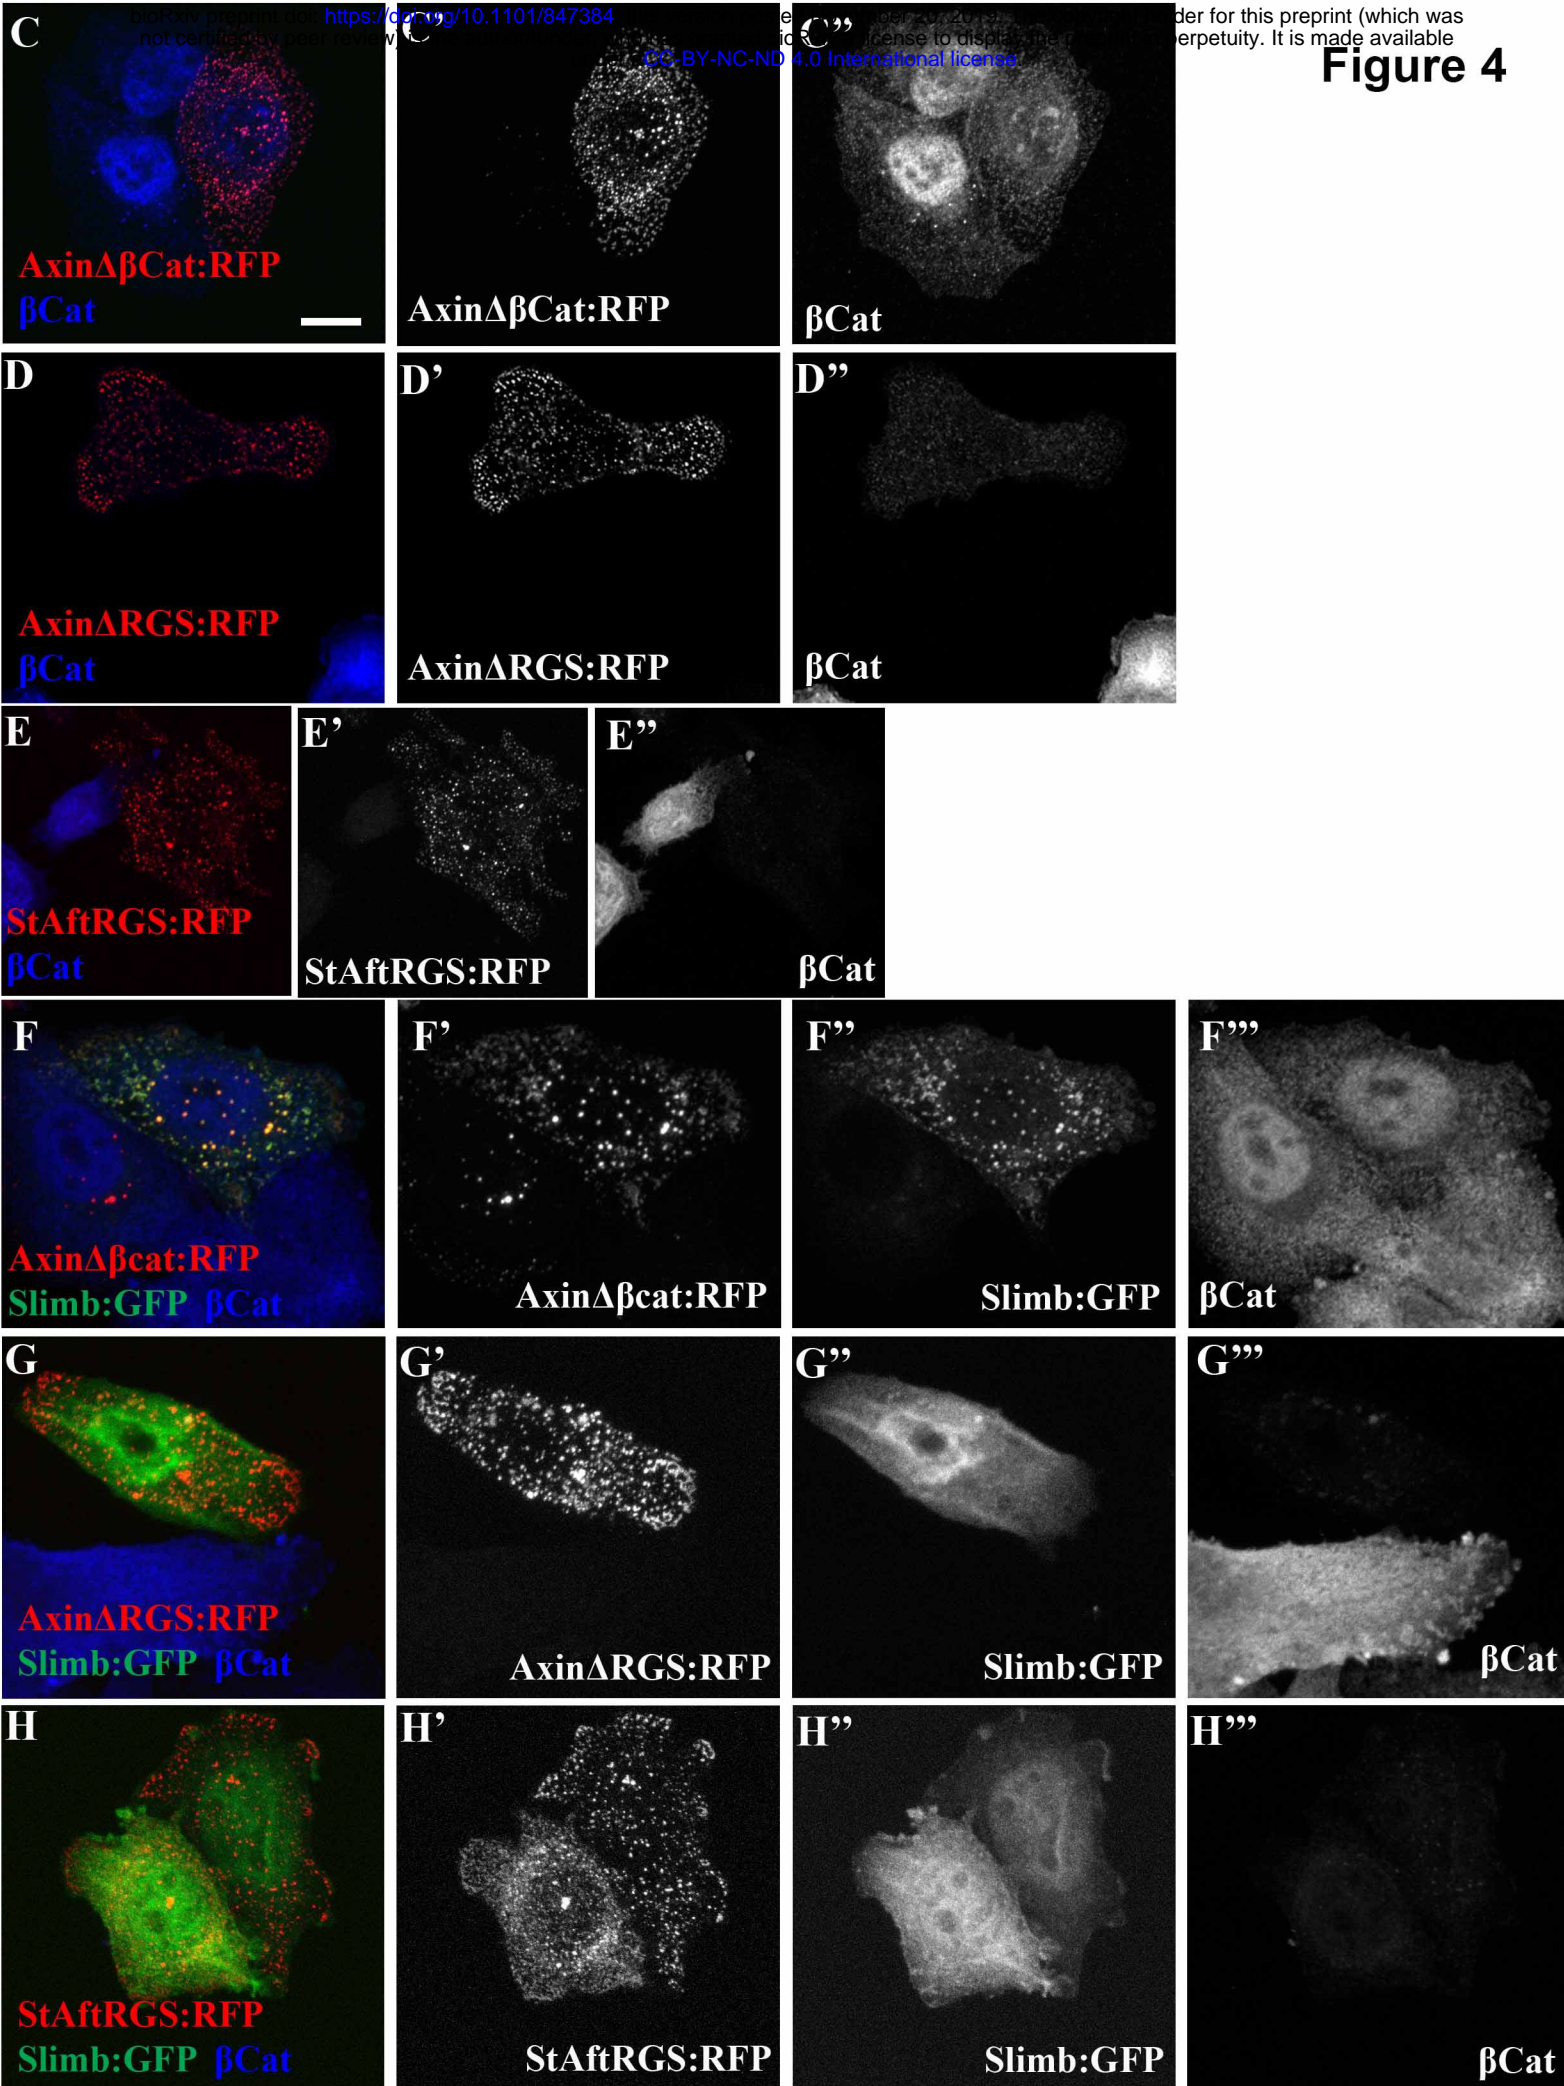 bioRxiv preprint doi: https://doi.org/10.1101/847384
der for this preprint (which was
not certified by peer review)
icense to display
erpetuity. It is made available
CC-BY-NC-ND 4.0 International license
Figure 4
C
C’’
AxinΔβCat:RFP
βCat
AxinΔβCat:RFP
βCat
D
D’
D’’
AxinΔRGS:RFP
βCat
AxinΔRGS:RFP
βCat
E
E’
E’’
StAftRGS:RFP
βCat
StAftRGS:RFP
βCat
F
F’
F’’
F’’’
AxinΔβcat:RFP
Slimb:GFP βCat
AxinΔβcat:RFP
Slimb:GFP
βCat
G
G’
G’’
G’’’
AxinΔRGS:RFP
Slimb:GFP βCat
AxinΔRGS:RFP
Slimb:GFP
βCat
H
H’
H’’
H’’’
StAftRGS:RFP
Slimb:GFP βCat
StAftRGS:RFP
Slimb:GFP
βCat